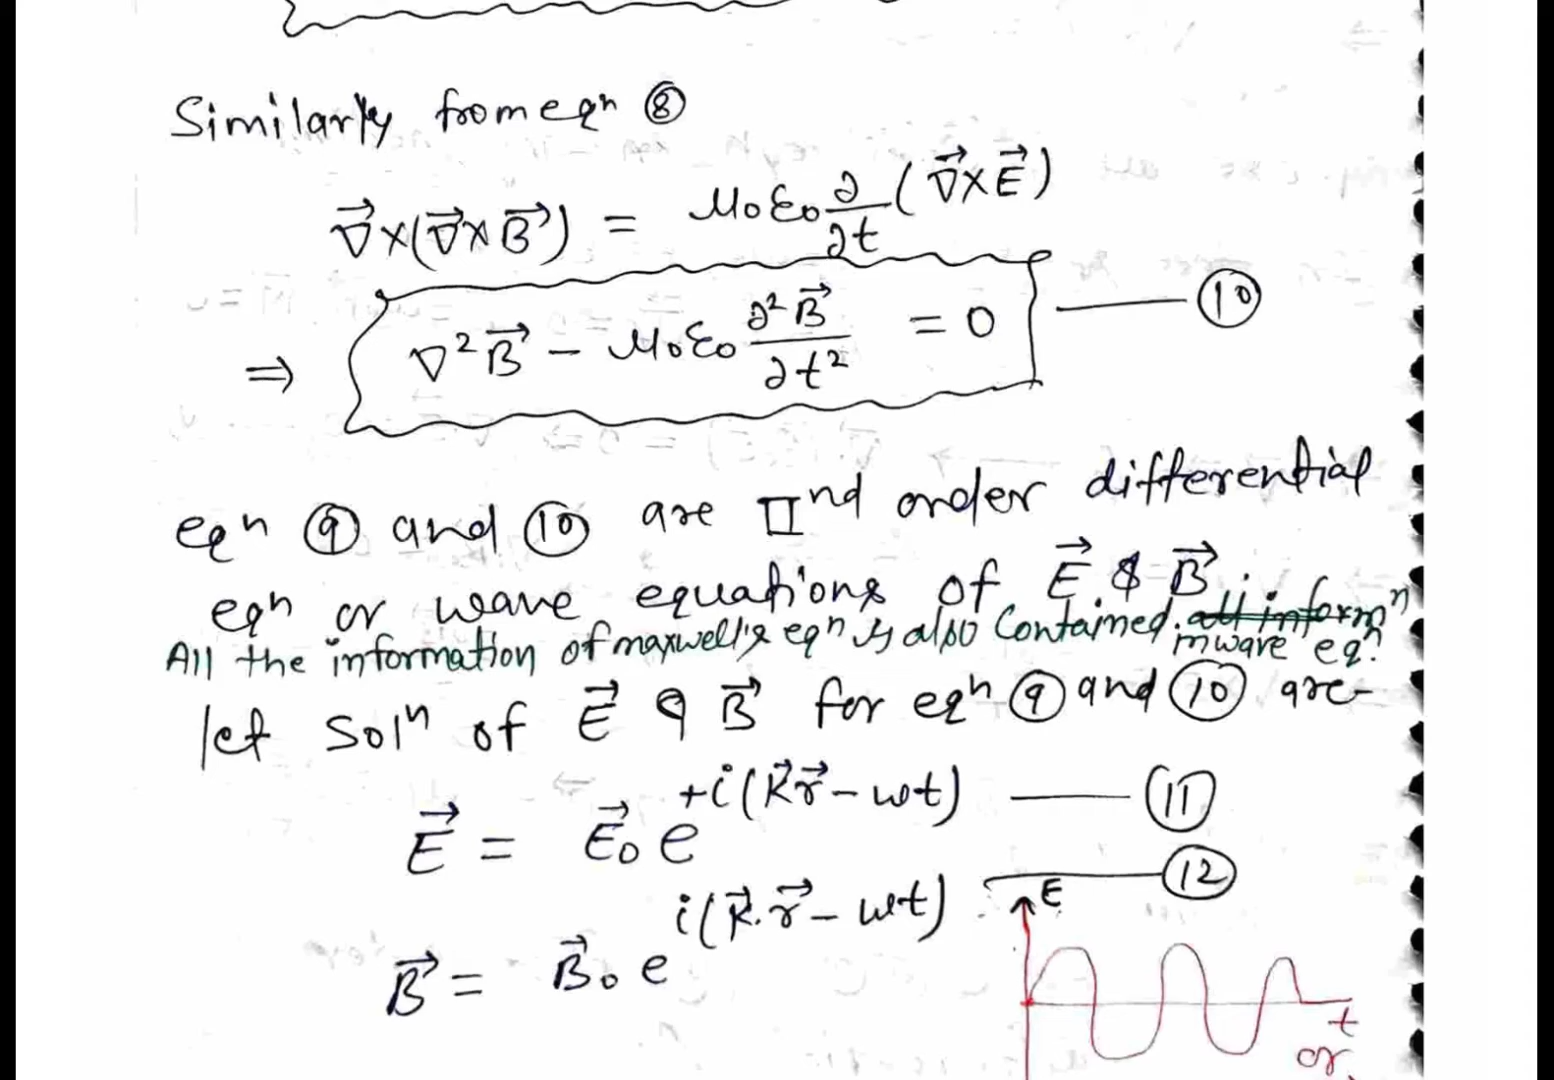 Similarly from eqn ⑧
∇⃗×(∇⃗×B⃗) = μ₀ε₀ ∂/∂t (∇⃗×E⃗)
⇒ ∇²B⃗ − μ₀ε₀ ∂²B⃗/∂t² = 0 —— ⑩
eqn ⑨ and ⑩ are IInd order differential
eqn or wave equations of E⃗ & B⃗
All the information of maxwell's eqn is also contained. all inform^n
in wave eqn.
let solⁿ of E⃗ & B⃗ for eqn ⑨ and ⑩ are-
E⃗ = E⃗₀ e^{+i(K⃗r⃗ − ωt)} —— ⑪
B⃗ = B⃗₀ e^{i(K⃗.r⃗ − ωt)} —— ⑫
E
t
or